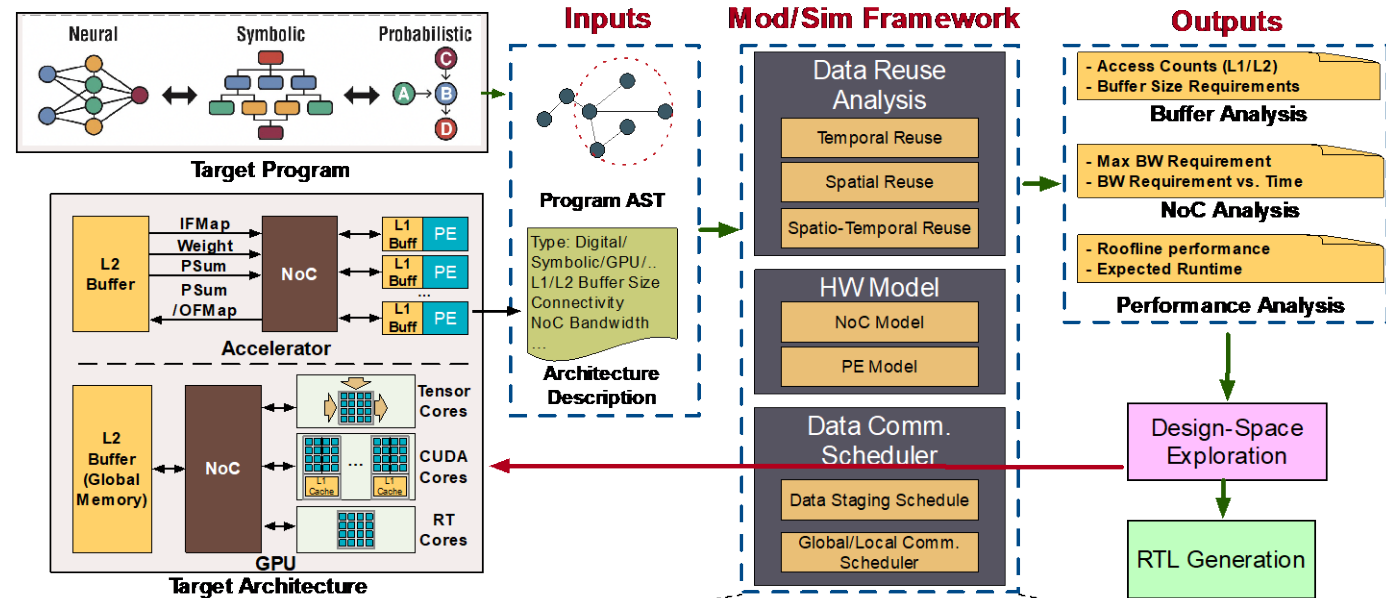 Inputs
Mod/Sim Framework
Outputs
Neural
Symbolic
Probabilistic
A
B
C
D
Target Program
Program AST
Type: Digital/
Symbolic/GPU/..
L1/L2 Buffer Size
Connectivity
NoC Bandwidth
...
Architecture
Description
L2
Buffer
IFMap
Weight
PSum
PSum
/OFMap
NoC
L1
Buff
PE
L1
Buff
PE
...
L1
Buff
PE
Accelerator
L2
Buffer
(Global
Memory)
NoC
Tensor
Cores
...
L1
Cache
L1
Cache
CUDA
Cores
RT
Cores
GPU
Target Architecture
Data Reuse
Analysis
Temporal Reuse
Spatial Reuse
Spatio-Temporal Reuse
HW Model
NoC Model
PE Model
Data Comm.
Scheduler
Data Staging Schedule
Global/Local Comm.
Scheduler
- Access Counts (L1/L2)
- Buffer Size Requirements
Buffer Analysis
- Max BW Requirement
- BW Requirement vs. Time
NoC Analysis
- Roofline performance
- Expected Runtime
Performance Analysis
Design-Space
Exploration
RTL Generation